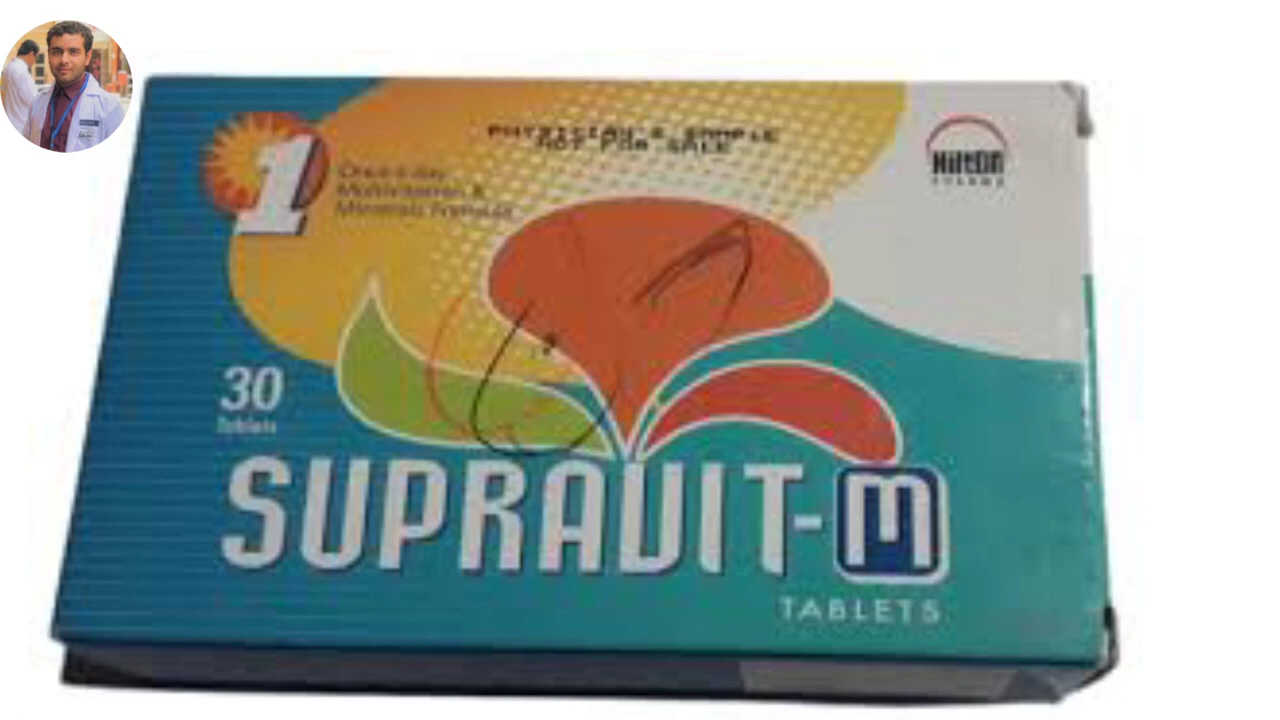 PHYSICIAN'S SAMPLE
NOT FOR SALE
1
Once a day
Multivitamin &
Minerals Formula
Hilton
PHARMA
30
Tablets
SUPRAVIT-M
TABLETS